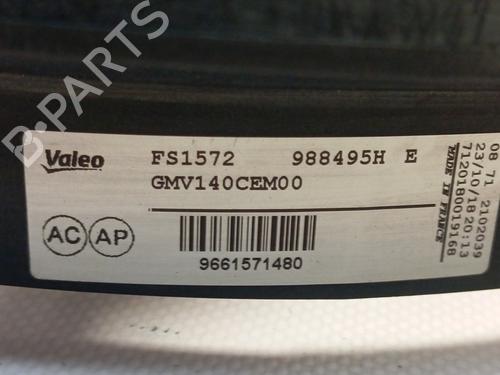 B-PARTS
Valeo FS1572 988495H E
GMV140CEM00
AC AP
9661571480
08 71 2102039
23/10/18 20:13
71201800019168
MADE IN FRANCE